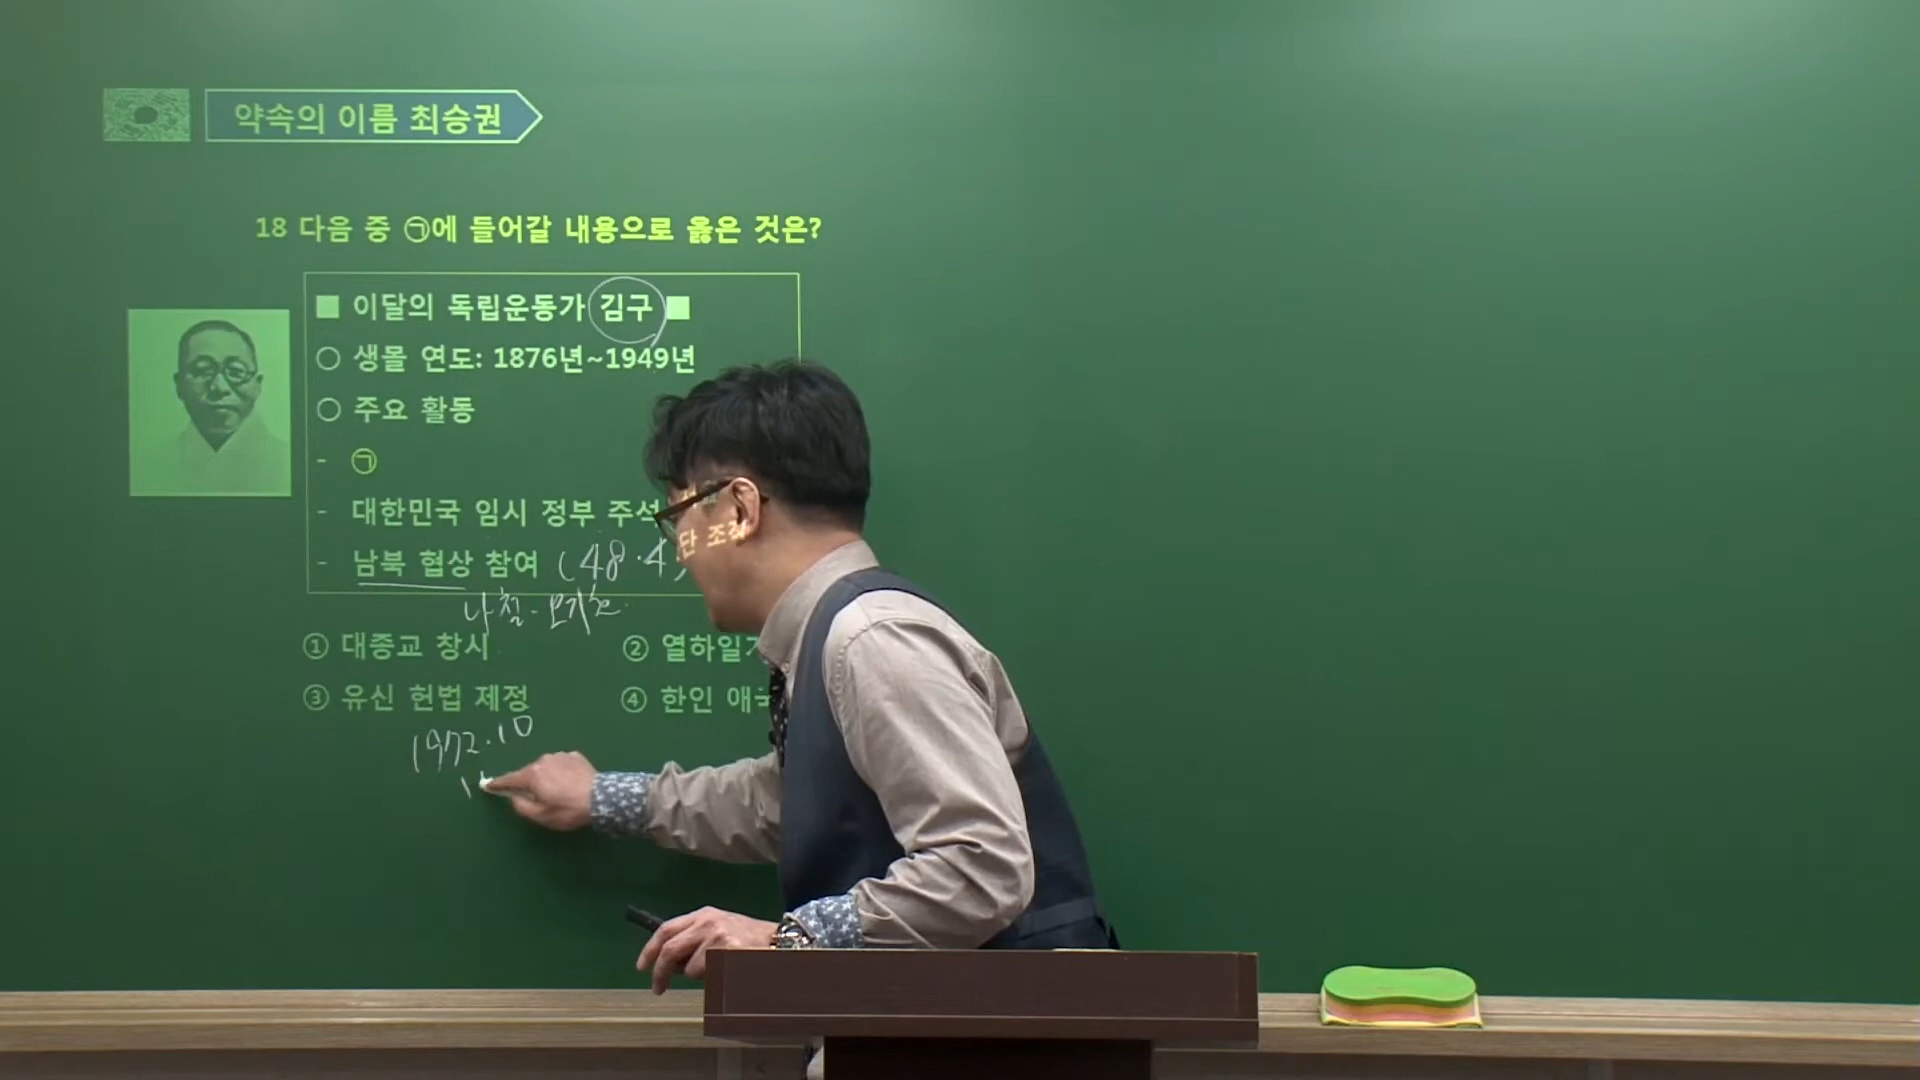 약속의 이름 최승권
18 다음 중 ㉠에 들어갈 내용으로 옳은 것은?
■ 이달의 독립운동가 김구 ■
○ 생몰 연도: 1876년~1949년
○ 주요 활동
- ㉠
- 대한민국 임시 정부 주석
- 남북 협상 참여 (48.4)
① 대종교 창시 ② 열하일기
③ 유신 헌법 제정 ④ 한인 애국단 조직
1972.10